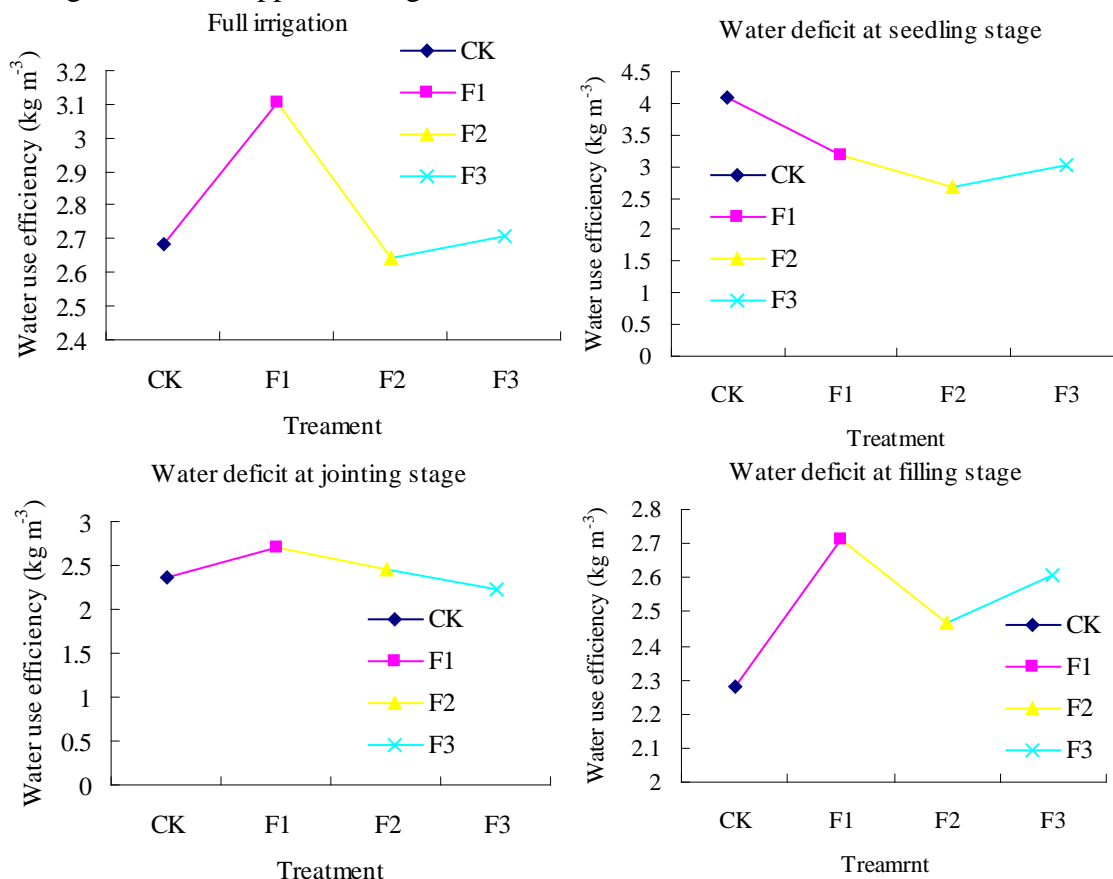 Full irrigation
Water use efficiency (kg m-3)
3.2
3.1
3
2.9
2.8
2.7
2.6
2.5
2.4
CK
F1
F2
F3
CK F1 F2 F3
Treament
Water deficit at seedling stage
Water use efficiency (kg m-3)
4.5
4
3.5
3
2.5
2
1.5
1
0.5
0
CK
F1
F2
F3
CK F1 F2 F3
Treatment
Water deficit at jointing stage
Water use efficiency (kg m-3)
3
2.5
2
1.5
1
0.5
0
CK
F1
F2
F3
CK F1 F2 F3
Treatment
Water deficit at filling stage
Water use efficiency (kg m-3)
2.8
2.7
2.6
2.5
2.4
2.3
2.2
2.1
2
CK
F1
F2
F3
CK F1 F2 F3
Treamrnt